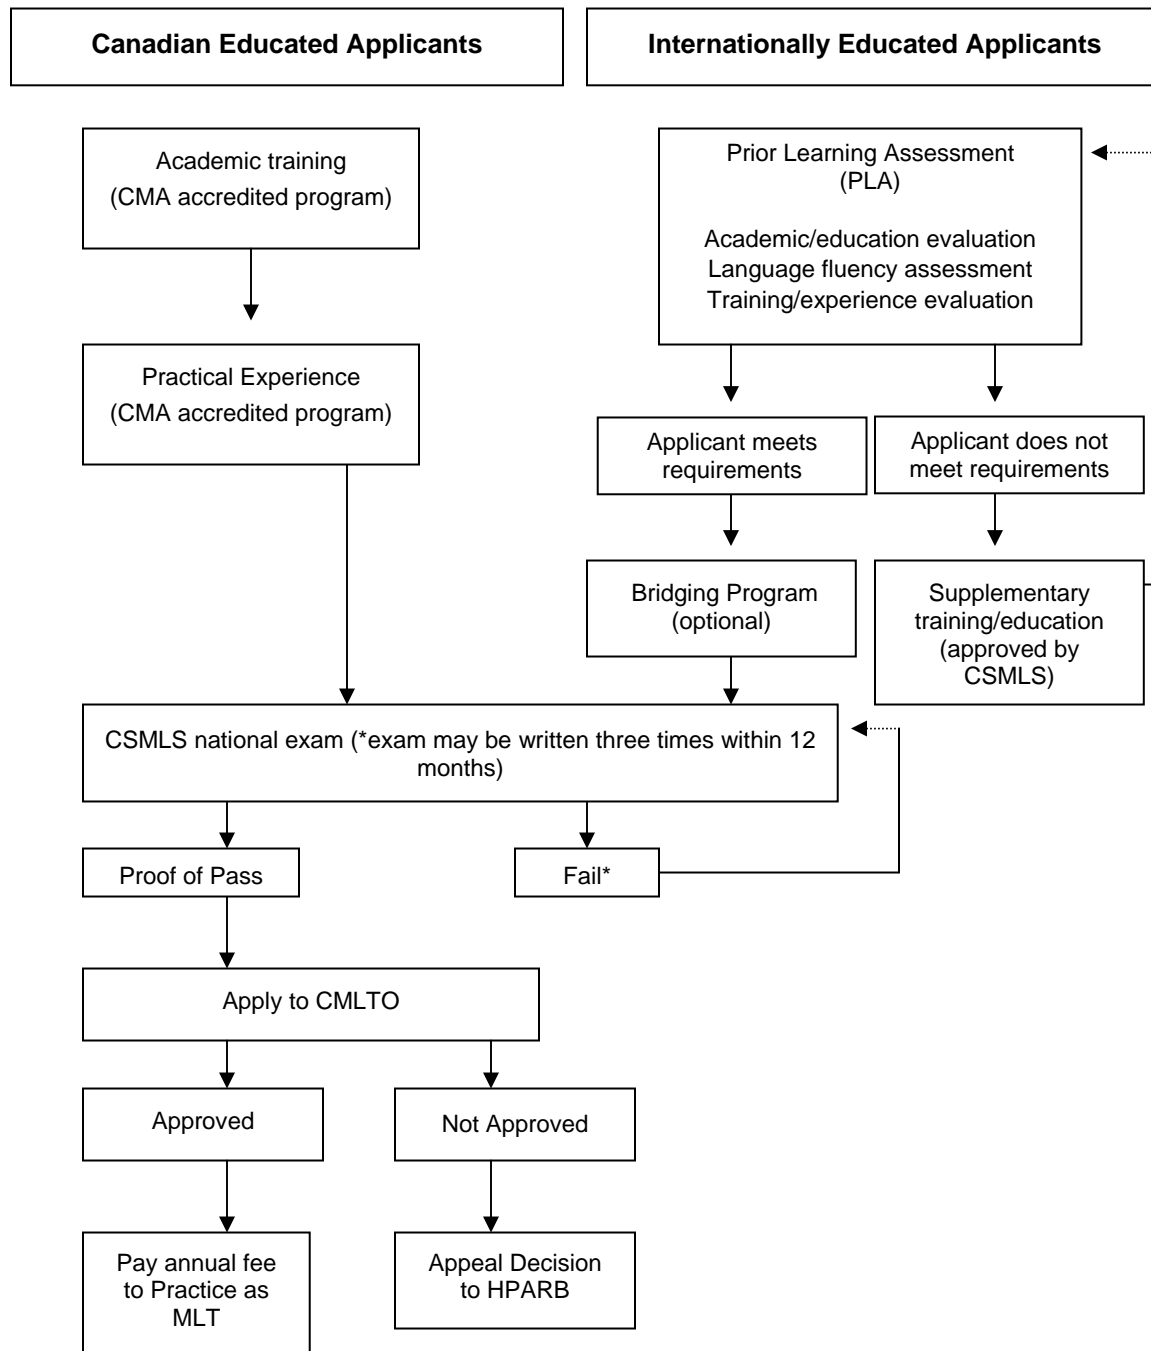 Canadian Educated Applicants
Internationally Educated Applicants
Academic training
(CMA accredited program)
Prior Learning Assessment
(PLA)
Academic/education evaluation
Language fluency assessment
Training/experience evaluation
Practical Experience
(CMA accredited program)
Applicant meets
requirements
Applicant does not
meet requirements
Bridging Program
(optional)
Supplementary
training/education
(approved by
CSMLS)
CSMLS national exam (*exam may be written three times within 12
months)
Proof of Pass
Fail*
Apply to CMLTO
Approved
Not Approved
Pay annual fee
to Practice as
MLT
Appeal Decision
to HPARB